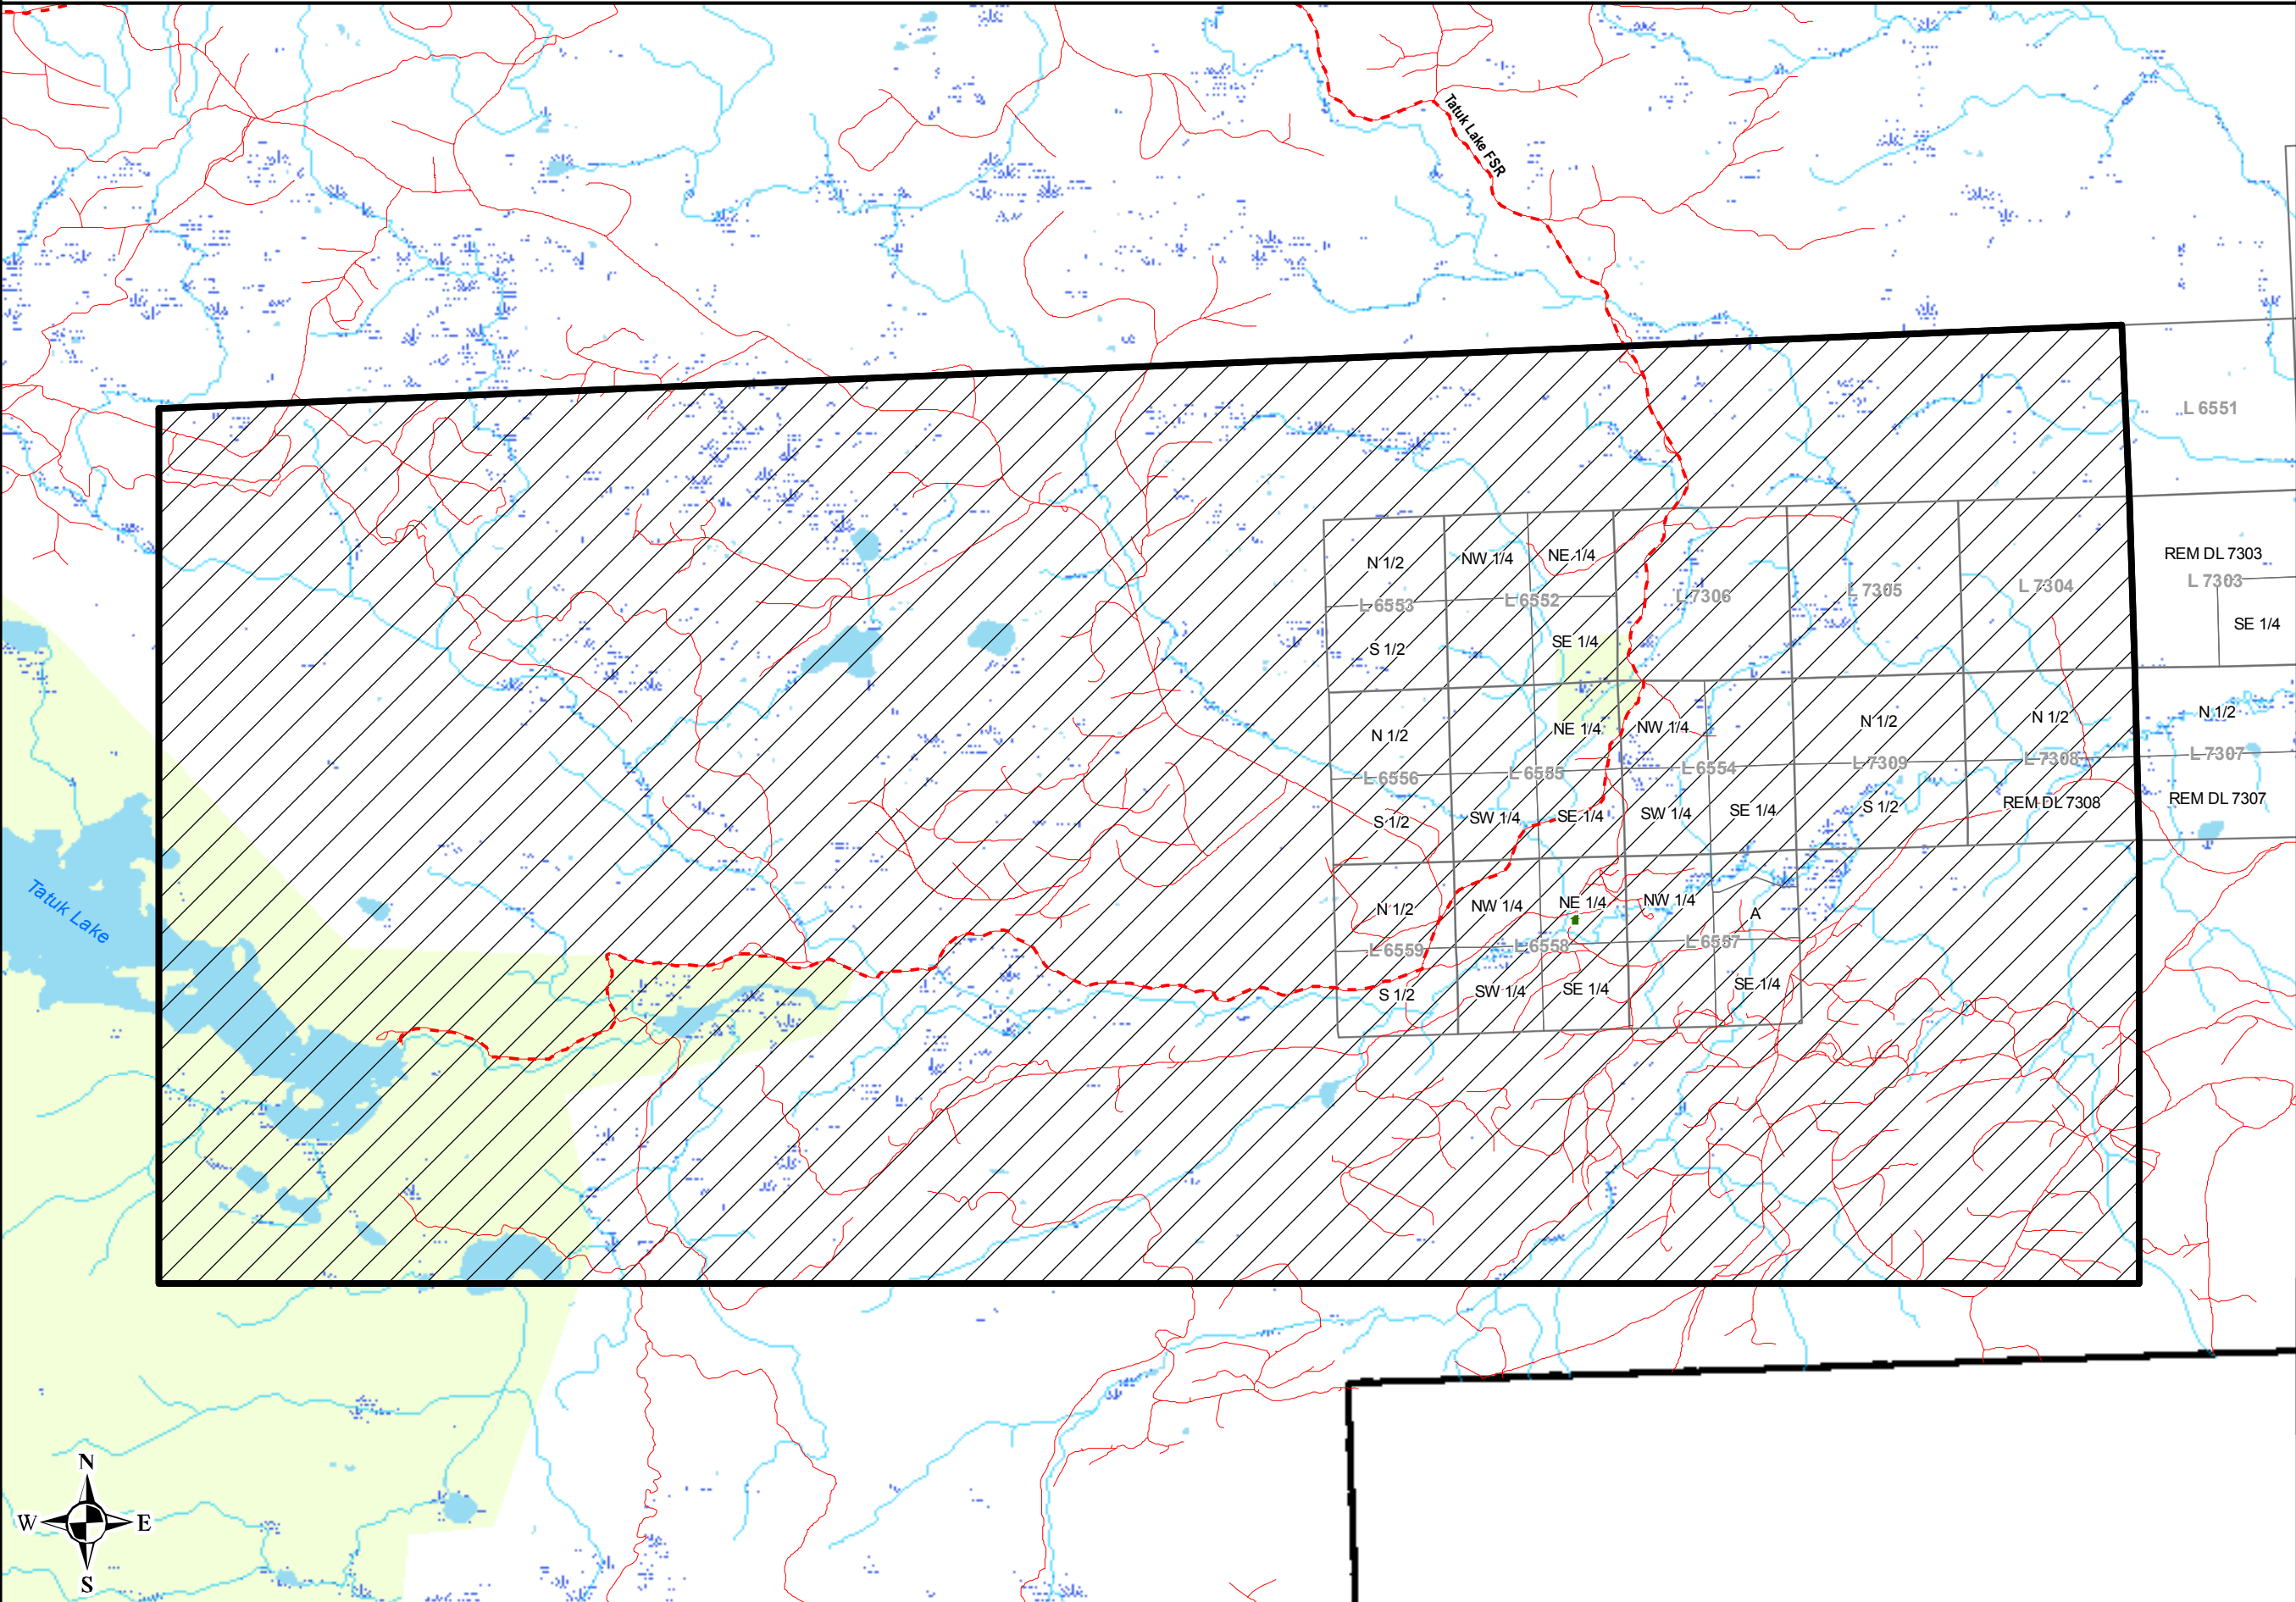 Tatuk Lake FSR
L 6551
REM DL 7303
L 7303
SE 1/4
N 1/2
NW 1/4
NE 1/4
L 6553
L 6552
L 7306
L 7305
L 7304
S 1/2
SE 1/4
N 1/2
NE 1/4
NW 1/4
N 1/2
N 1/2
N 1/2
L 6556
L 6555
L 6554
L 7309
L 7308
L 7307
S 1/2
SW 1/4
SE 1/4
SW 1/4
SE 1/4
S 1/2
REM DL 7308
REM DL 7307
Tatuk Lake
N 1/2
NW 1/4
NE 1/4
NW 1/4
A
L 6559
L 6558
L 6557
S 1/2
SW 1/4
SE 1/4
SE 1/4
N
W
E
S